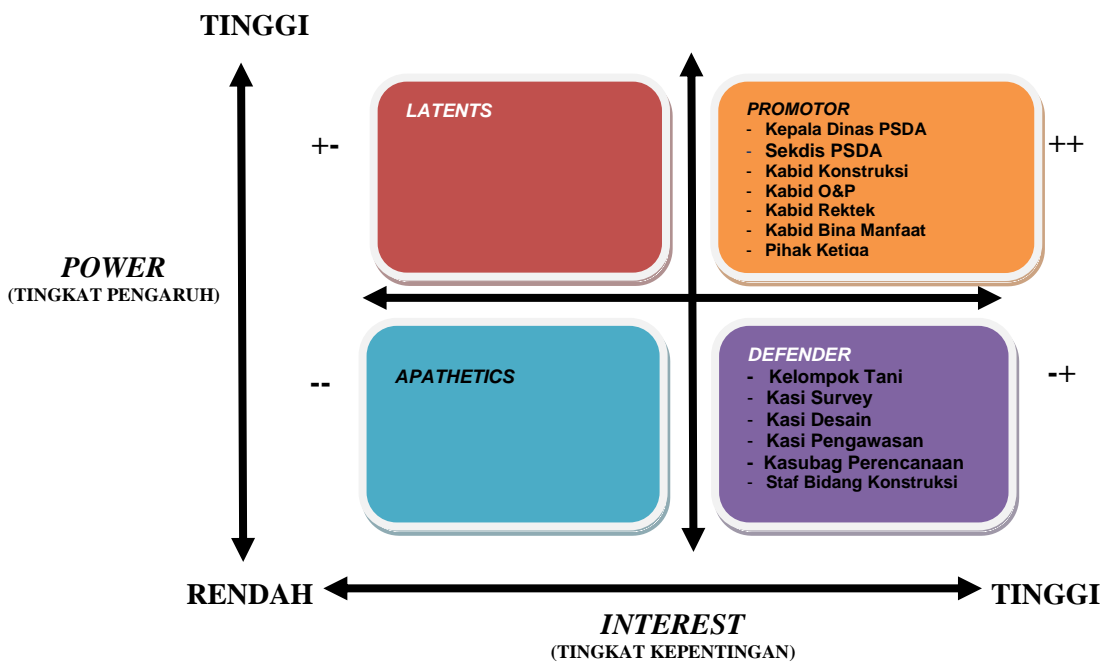 TINGGI
LATENTS
PROMOTOR
- Kepala Dinas PSDA
- Sekdis PSDA
- Kabid Konstruksi
- Kabid O&P
- Kabid Rektek
- Kabid Bina Manfaat
- Pihak Ketiga
+-
++
POWER
(TINGKAT PENGARUH)
APATHETICS
DEFENDER
- Kelompok Tani
- Kasi Survey
- Kasi Desain
- Kasi Pengawasan
- Kasubag Perencanaan
- Staf Bidang Konstruksi
--
-+
RENDAH
TINGGI
INTEREST
(TINGKAT KEPENTINGAN)